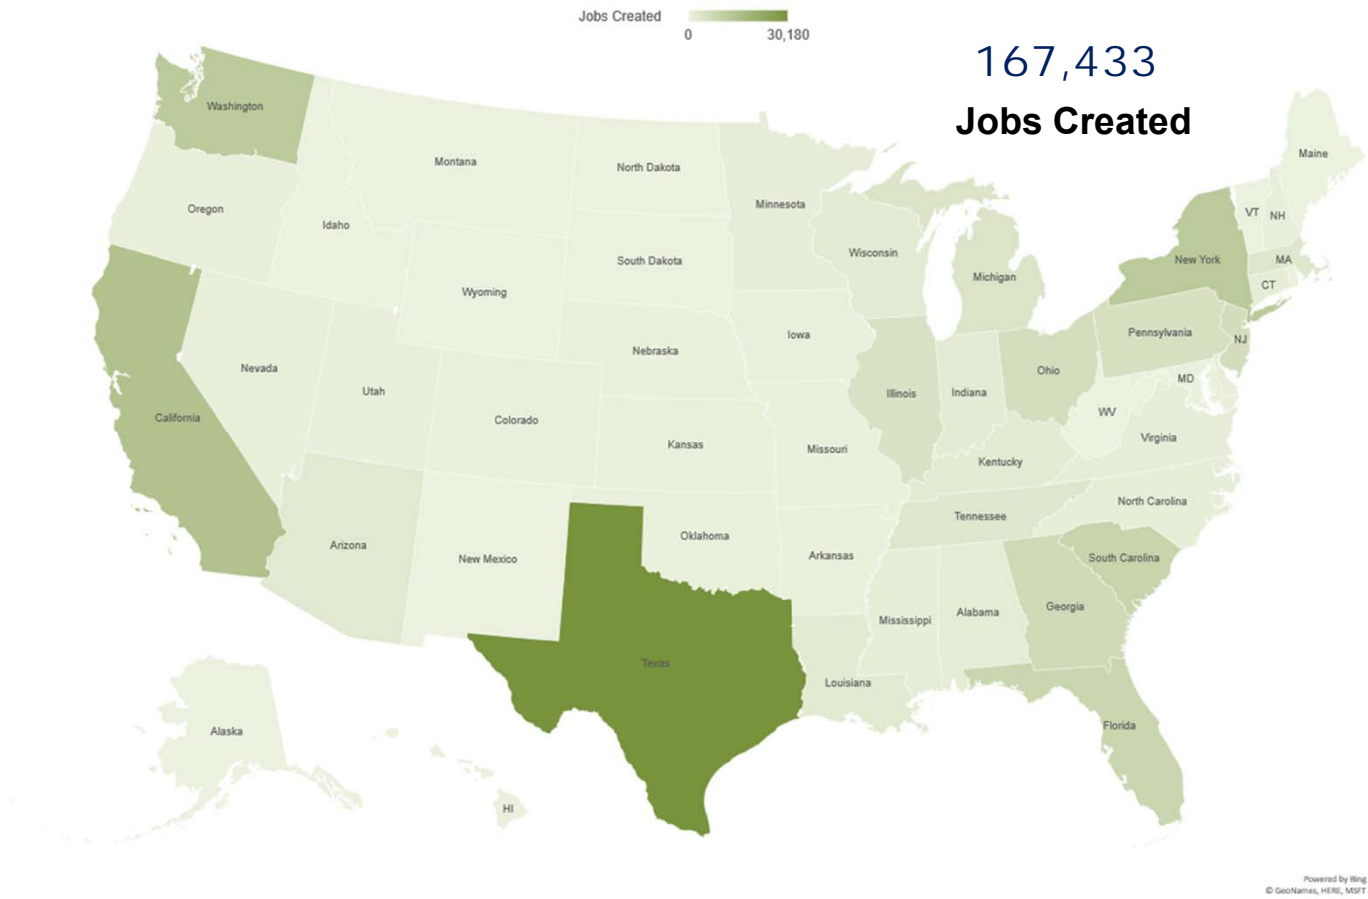 Jobs Created
0 30,180
167,433
Jobs Created
Washington
Montana
North Dakota
Minnesota
Maine
Oregon
Idaho
South Dakota
Wisconsin
Michigan
New York
VT
NH
MA
CT
Wyoming
Iowa
Nebraska
Pennsylvania
NJ
Nevada
Utah
Colorado
Illinois
Indiana
Ohio
MD
WV
Virginia
California
Kansas
Missouri
Kentucky
North Carolina
Tennessee
Arizona
New Mexico
Oklahoma
Arkansas
South Carolina
Mississippi
Alabama
Georgia
Texas
Louisiana
Florida
Alaska
HI
Powered by Bing
© GeoNames, HERE, MSFT